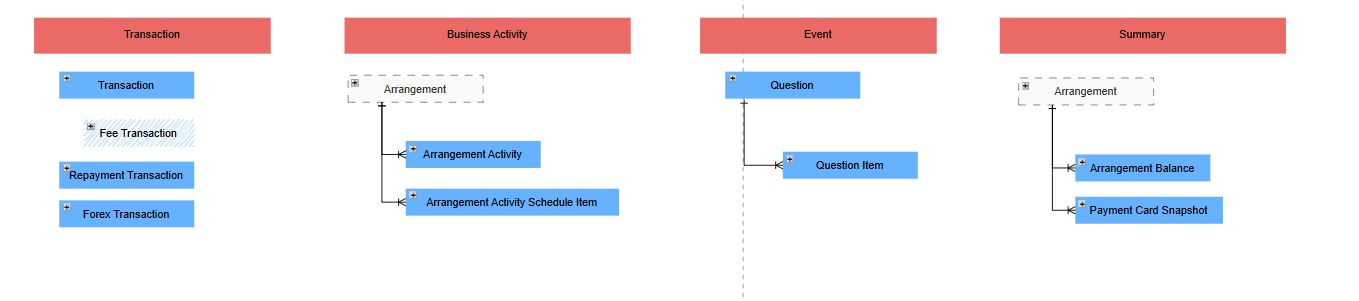 Transaction
Business Activity
Event
Summary
Transaction
Fee Transaction
Repayment Transaction
Forex Transaction
Arrangement
Arrangement Activity
Arrangement Activity Schedule Item
Question
Question Item
Arrangement
Arrangement Balance
Payment Card Snapshot